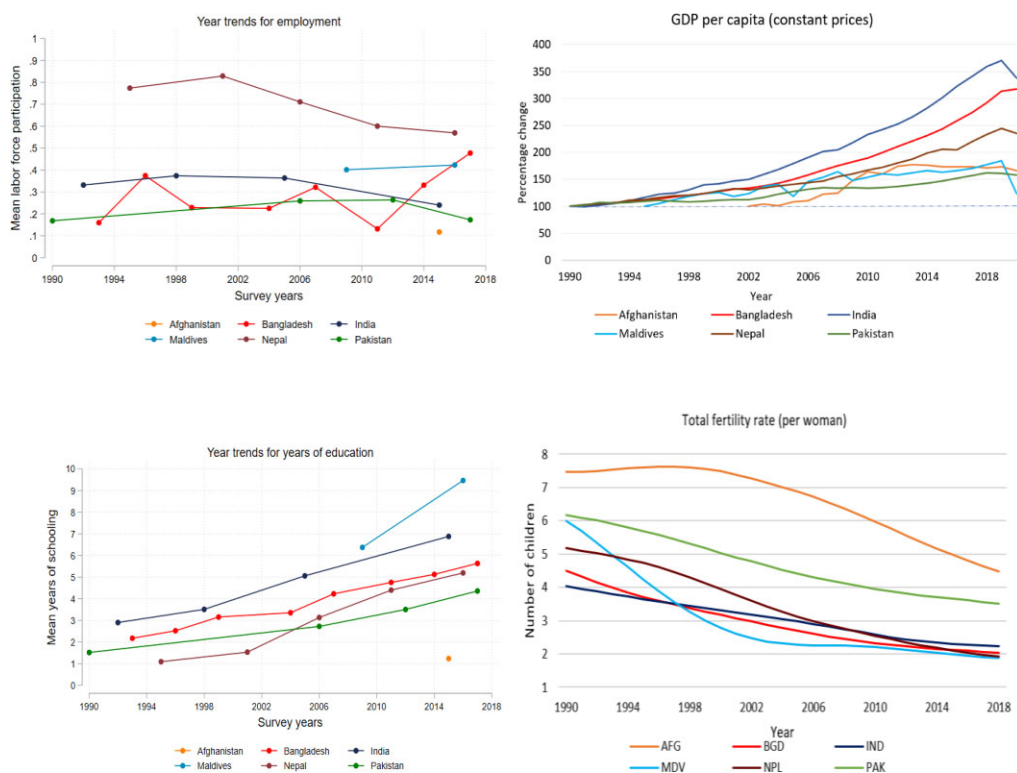 Year trends for employment
Mean labor force participation
1
.9
.8
.7
.6
.5
.4
.3
.2
.1
0
1990 1994 1998 2002 2006 2010 2014 2018
Survey years
Afghanistan Bangladesh India
Maldives Nepal Pakistan
GDP per capita (constant prices)
Percentage change
400
350
300
250
200
150
100
50
0
1990 1994 1998 2002 2006 2010 2014 2018
Year
Afghanistan Bangladesh India
Maldives Nepal Pakistan
Year trends for years of education
Mean years of schooling
10
9
8
7
6
5
4
3
2
1
0
1990 1994 1998 2002 2006 2010 2014 2018
Survey years
Afghanistan Bangladesh India
Maldives Nepal Pakistan
Total fertility rate (per woman)
Number of children
8
7
6
5
4
3
2
1
1990 1994 1998 2002 2006 2010 2014 2018
Year
AFG BGD IND
MDV NPL PAK